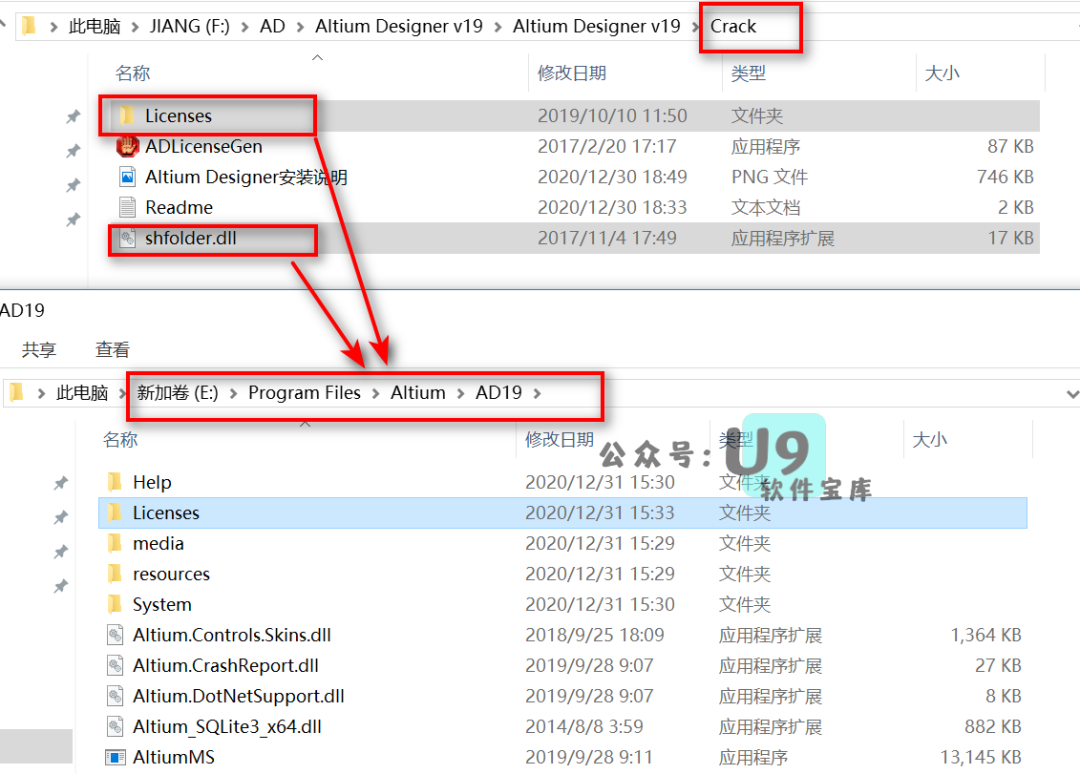 此电脑 > JIANG (F:) > AD > Altium Designer v19 > Altium Designer v19 > Crack
名称 修改日期 类型 大小
Licenses 2019/10/10 11:50 文件夹
ADLicenseGen 2017/2/20 17:17 应用程序 87 KB
Altium Designer安装说明 2020/12/30 18:49 PNG 文件 746 KB
Readme 2020/12/30 18:33 文本文档 2 KB
shfolder.dll 2017/11/4 17:49 应用程序扩展 17 KB
AD19
共享 查看
此电脑 > 新加卷 (E:) > Program Files > Altium > AD19 >
名称 修改日期 类型 大小
公众号: U9
软件宝库
Help 2020/12/31 15:30 文件夹
Licenses 2020/12/31 15:33 文件夹
media 2020/12/31 15:29 文件夹
resources 2020/12/31 15:29 文件夹
System 2020/12/31 15:30 文件夹
Altium.Controls.Skins.dll 2018/9/25 18:09 应用程序扩展 1,364 KB
Altium.CrashReport.dll 2019/9/28 9:07 应用程序扩展 27 KB
Altium.DotNetSupport.dll 2019/9/28 9:07 应用程序扩展 8 KB
Altium_SQLite3_x64.dll 2014/8/8 3:59 应用程序扩展 882 KB
AltiumMS 2019/9/28 9:11 应用程序 13,145 KB